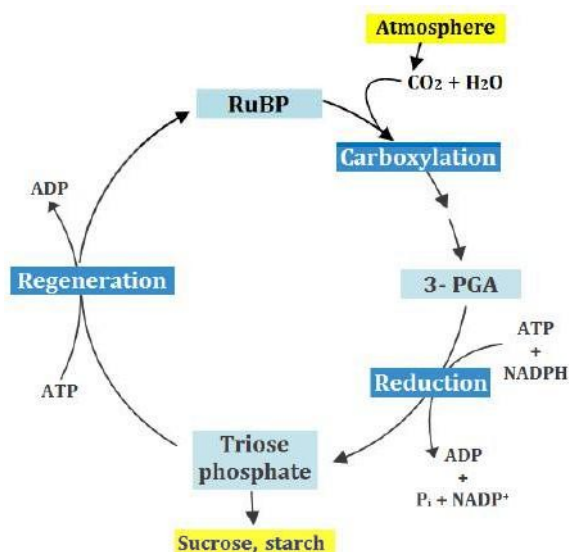 Atmosphere
CO₂ + H₂O
RuBP
Carboxylation
ADP
Regeneration
3- PGA
ATP
+
NADPH
ATP
Reduction
Triose
phosphate
ADP
+
Pᵢ + NADP⁺
Sucrose, starch